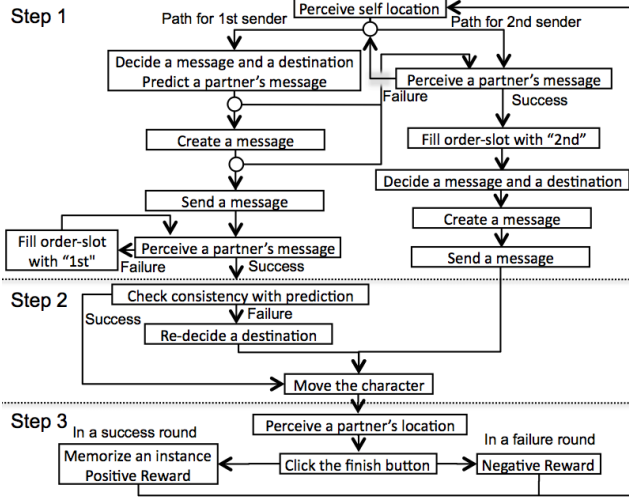 Step 1
Perceive self location
Path for 1st sender
Path for 2nd sender
Decide a message and a destination
Predict a partner's message
Perceive a partner's message
Failure
Success
Create a message
Fill order-slot with "2nd"
Decide a message and a destination
Send a message
Create a message
Fill order-slot
with "1st"
Perceive a partner's message
Send a message
Failure
Success
Step 2
Check consistency with prediction
Success
Failure
Re-decide a destination
Move the character
Step 3
Perceive a partner's location
In a success round
In a failure round
Memorize an instance
Positive Reward
Click the finish button
Negative Reward